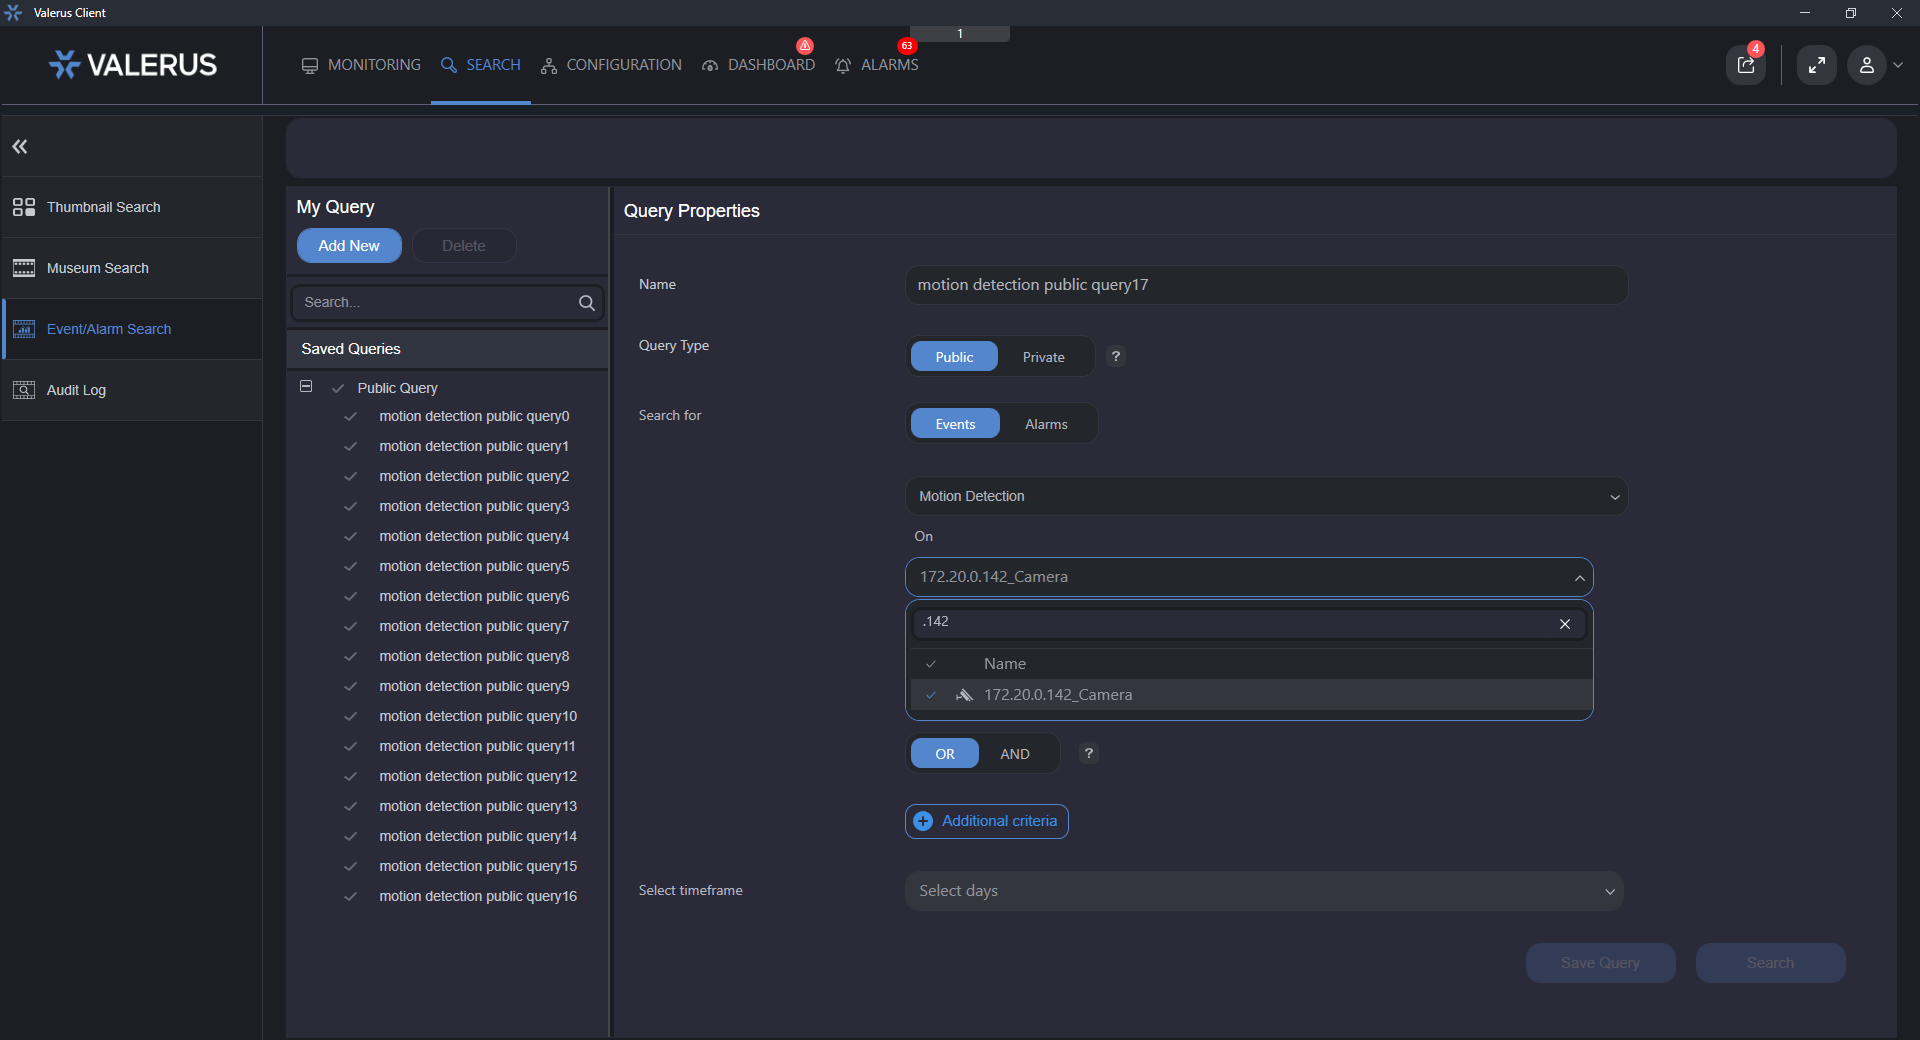 Valerus Client
1
VALERUS
MONITORING
SEARCH
CONFIGURATION
DASHBOARD
63
ALARMS
4
Thumbnail Search
Museum Search
Event/Alarm Search
Audit Log
My Query
Add New
Delete
Search...
Saved Queries
Public Query
motion detection public query0
motion detection public query1
motion detection public query2
motion detection public query3
motion detection public query4
motion detection public query5
motion detection public query6
motion detection public query7
motion detection public query8
motion detection public query9
motion detection public query10
motion detection public query11
motion detection public query12
motion detection public query13
motion detection public query14
motion detection public query15
motion detection public query16
Query Properties
Name
motion detection public query17
Query Type
Public
Private
?
Search for
Events
Alarms
Motion Detection
On
172.20.0.142_Camera
.142
Name
172.20.0.142_Camera
OR
AND
?
Additional criteria
Select timeframe
Select days
Save Query
Search